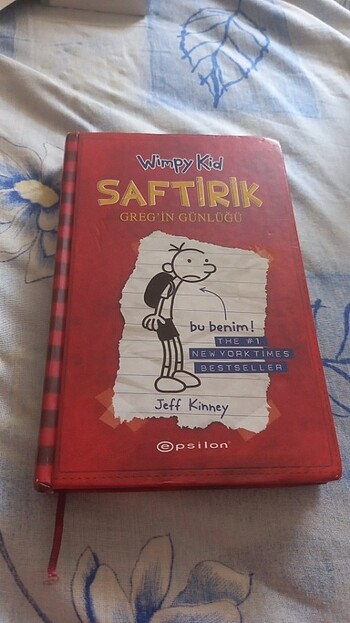 Wimpy Kid
SAFTİRİK
GREG'İN GÜNLÜĞÜ
bu benim!
THE #1
NEW YORK TIMES
BESTSELLER
Jeff Kinney
epsilon